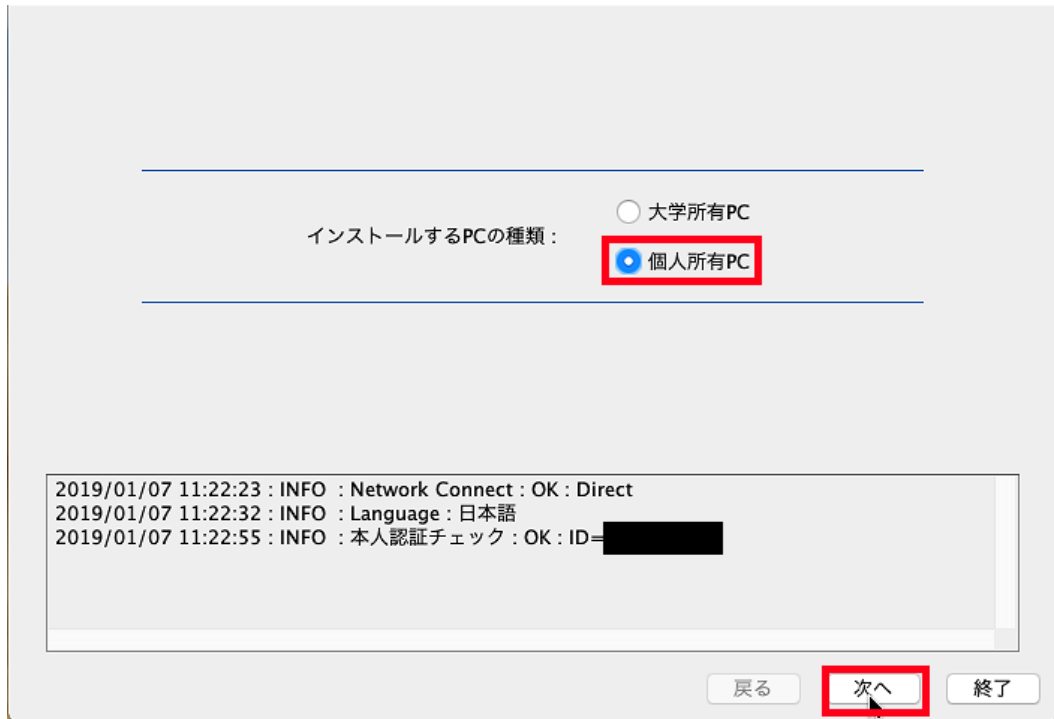 大学所有PC
インストールするPCの種類 :
個人所有PC
2019/01/07 11:22:23 : INFO  : Network Connect : OK : Direct
2019/01/07 11:22:32 : INFO  : Language : 日本語
2019/01/07 11:22:55 : INFO  : 本人認証チェック : OK : ID=
戻る 次へ 終了